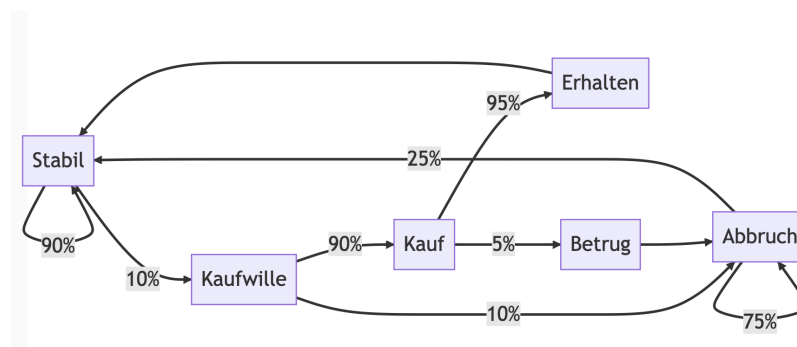 Erhalten
95%
Stabil
25%
90%
10%
Kaufwille
90%
Kauf
5%
Betrug
Abbruch
10%
75%